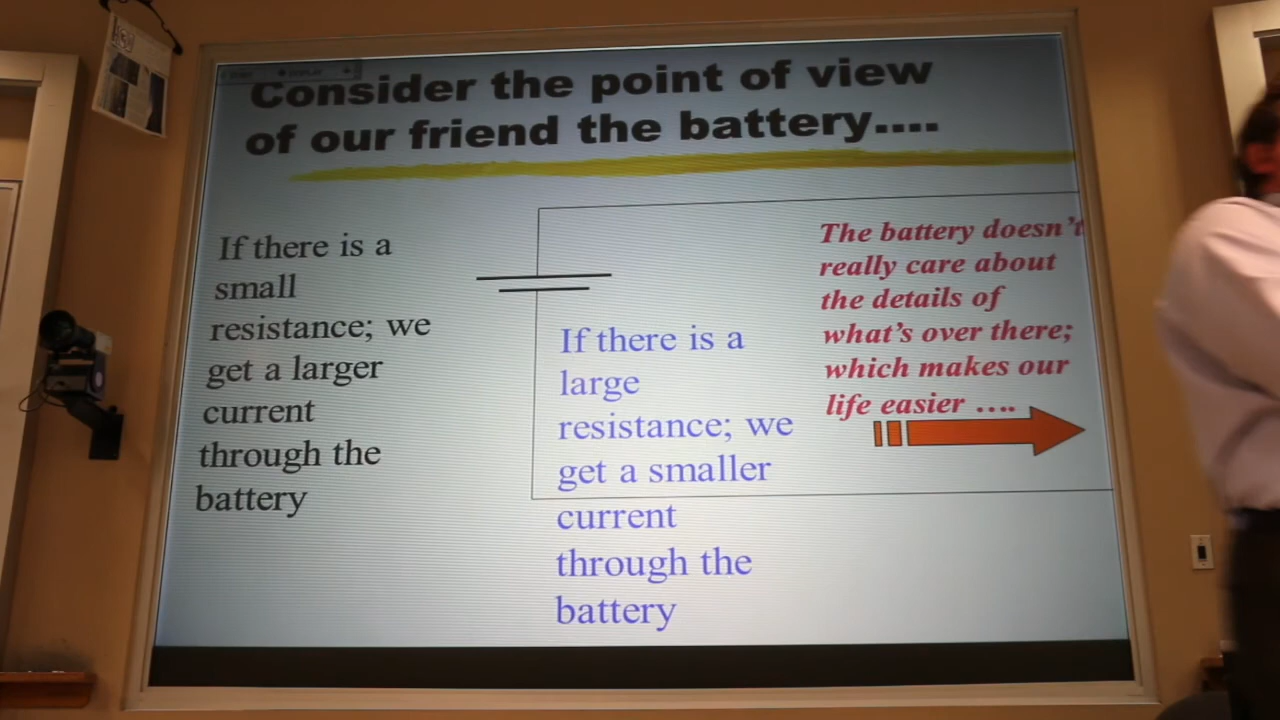 Consider the point of view
of our friend the battery....
If there is a
small
resistance; we
get a larger
current
through the
battery
If there is a
large
resistance; we
get a smaller
current
through the
battery
The battery doesn't
really care about
the details of
what's over there;
which makes our
life easier ....